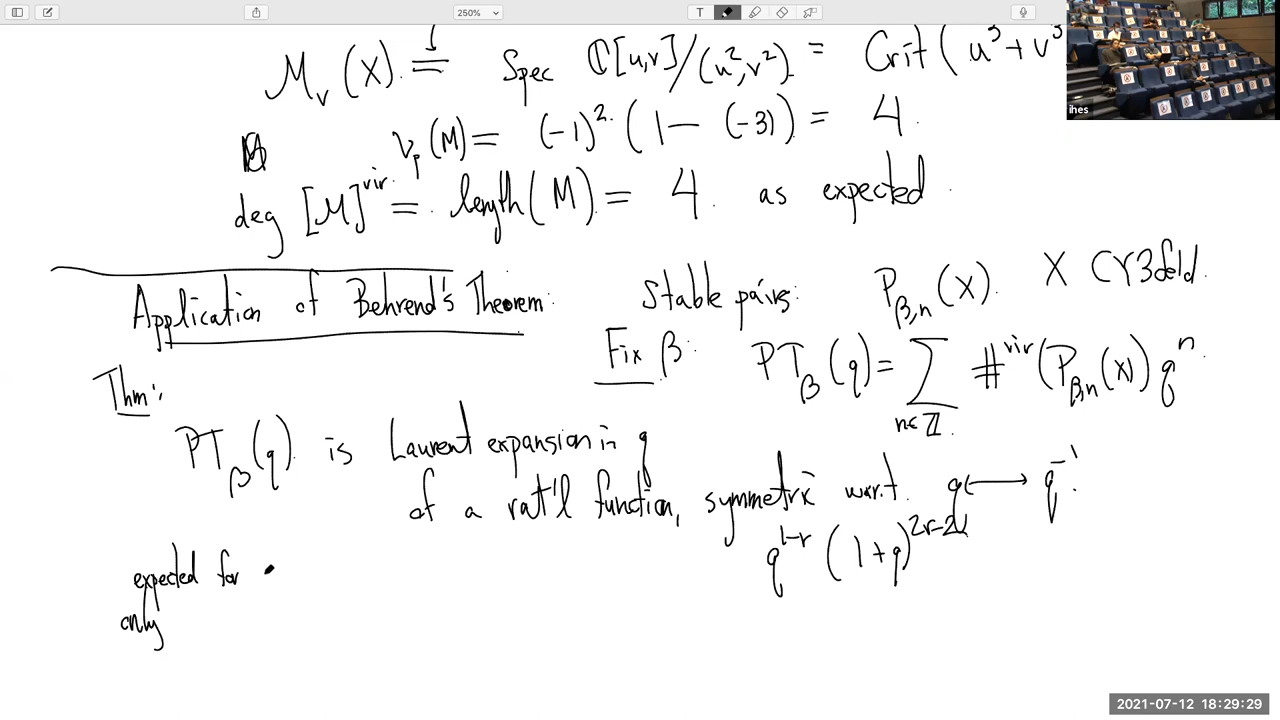 250%
T
ihes
M_v(X) = Spec ℂ[u,v]/(u²,v²) = Crit(u³+v³
ν_p(M) = (-1)². (1- (-3)) = 4.
deg [M]^vir = length(M) = 4. as expected.
Application of Behrend's Theorem: Stable pairs: P_{β,n}(X). X CY3fold.
Fix β: PT_β(q) = ∑_{n∈ℤ} #^vir(P_{β,n}(X)) q^n.
Thm:
PT_β(q). is Laurent expansion in q
of a rat'l function, symmetric w.r.t. q ⟷ q^{-1}.
q^{1-r} (1+q)^{2r-2
expected for
only
2021-07-12 18:29:29